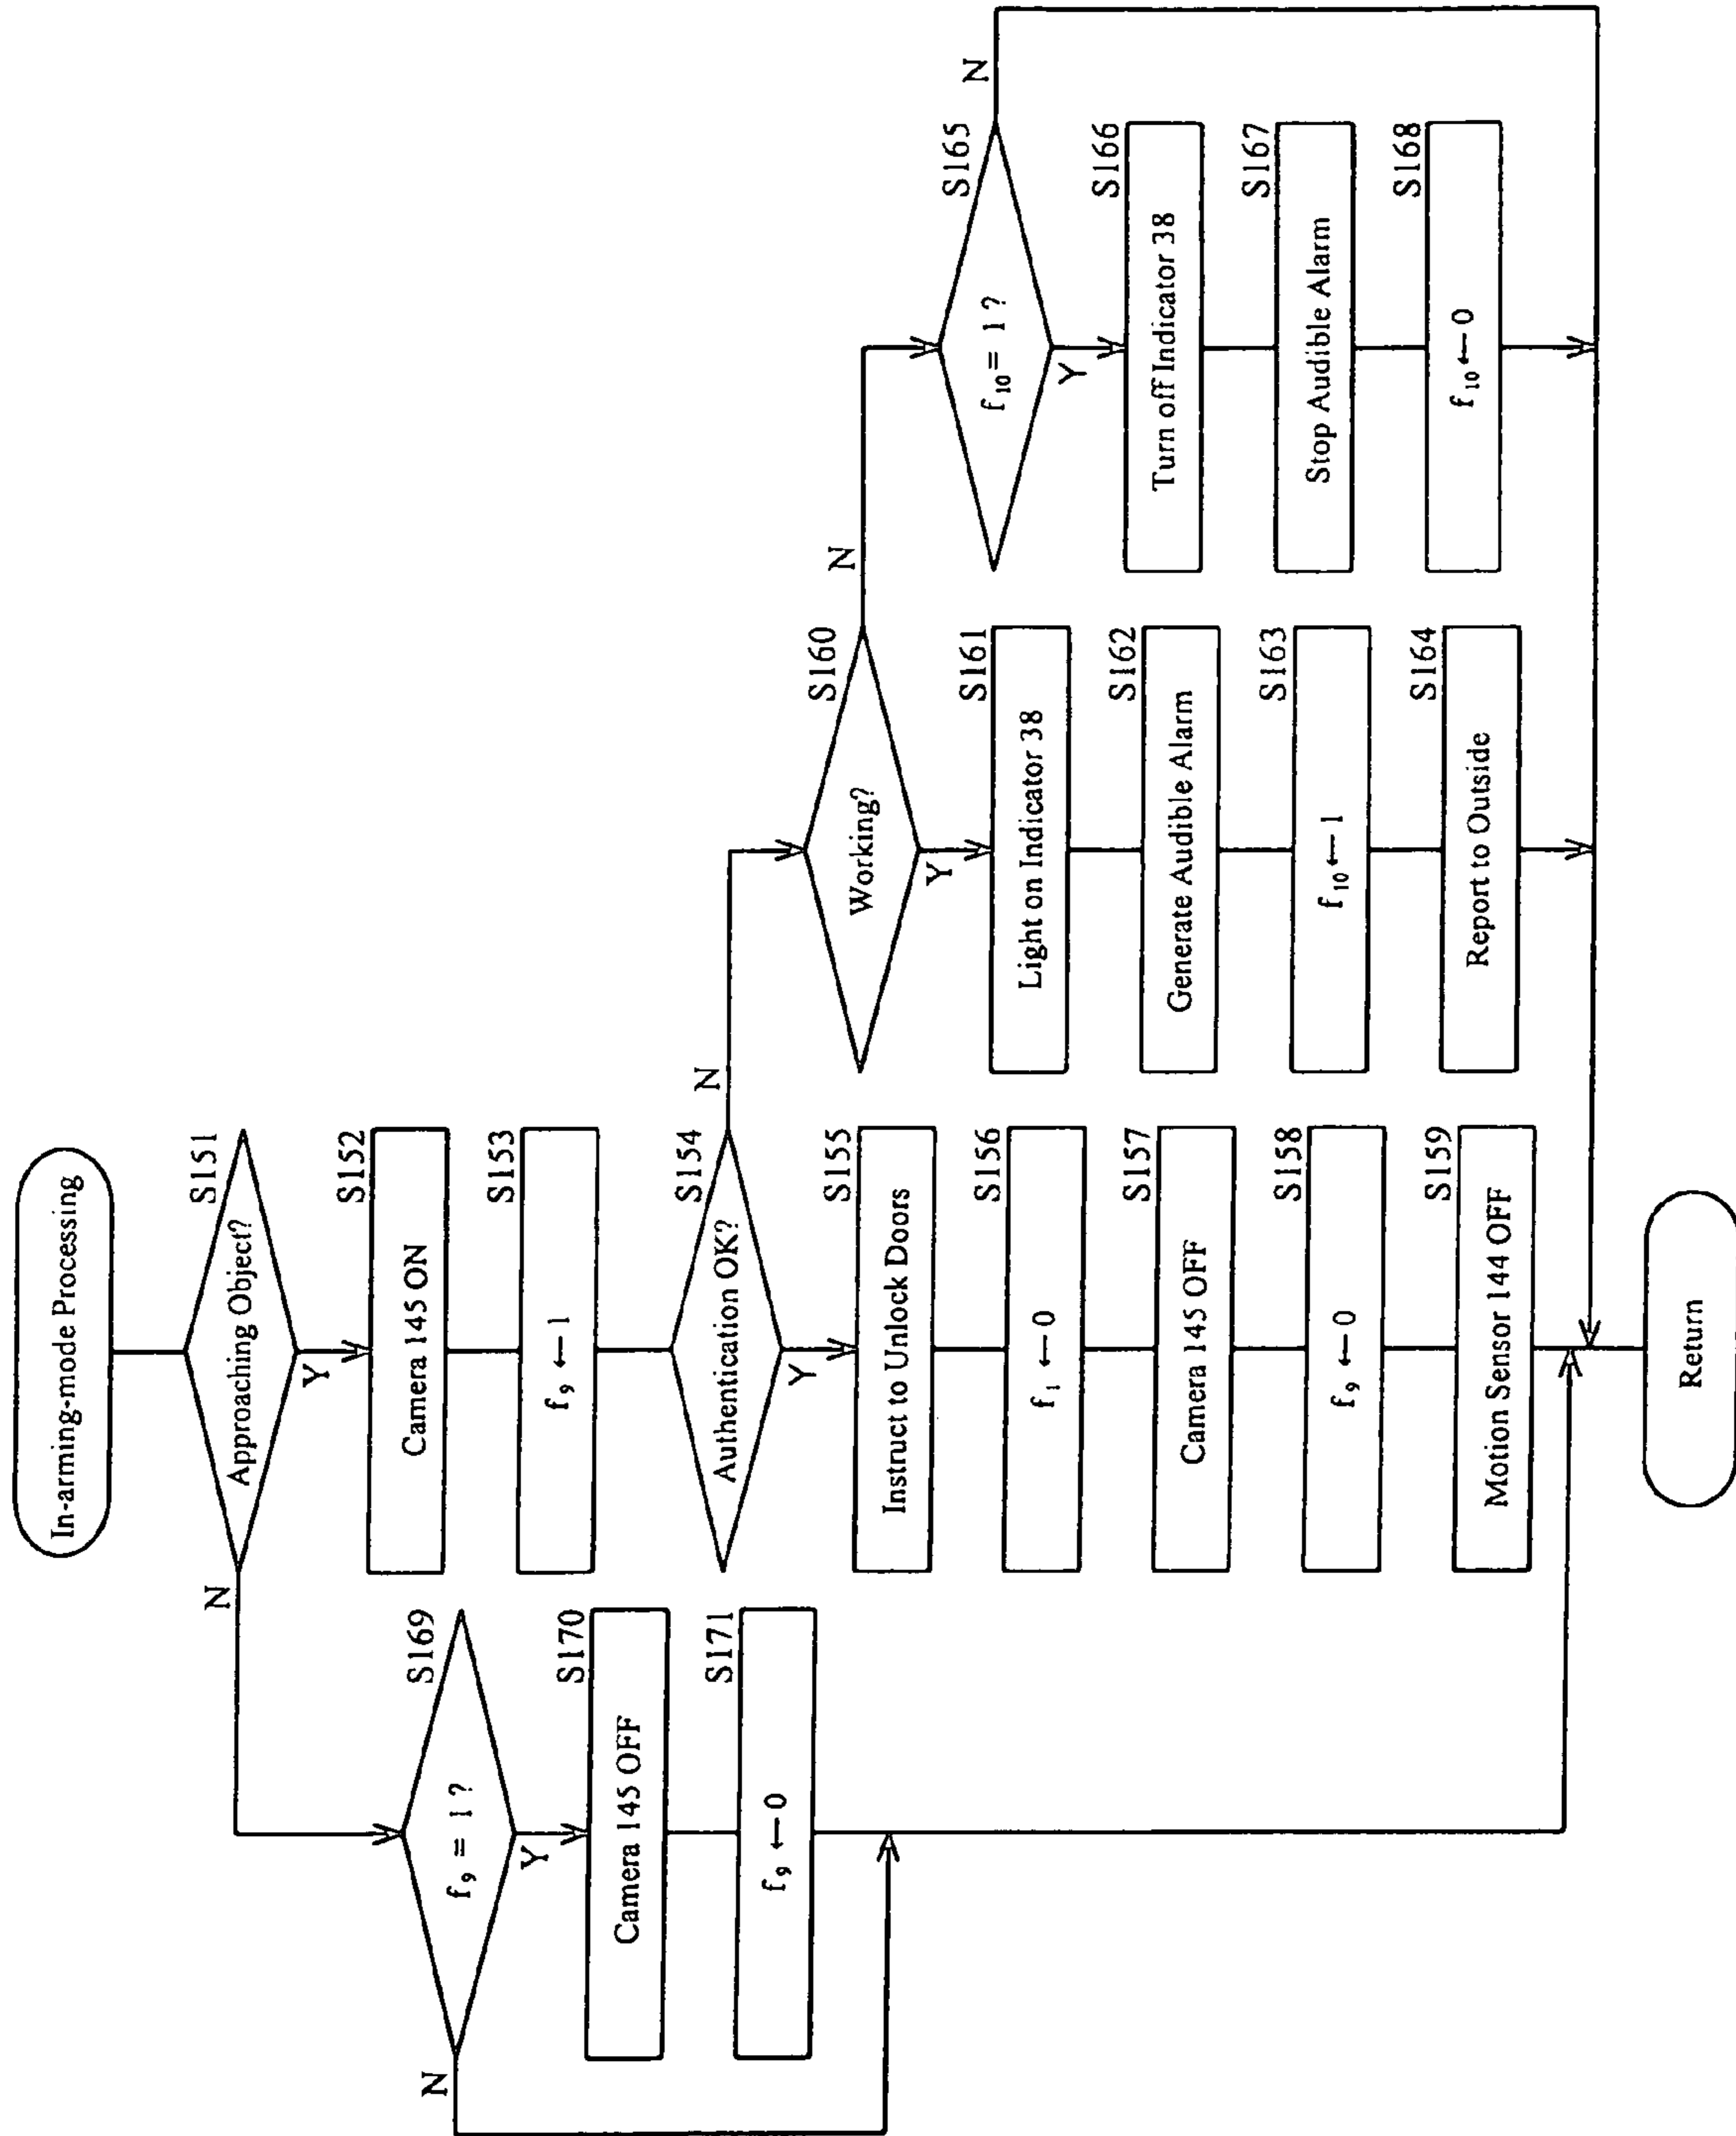 In-arming-mode Processing
S151
Approaching Object?
N
Y
S152
Camera 145 ON
S153
f₉ ← 1
S154
Authentication OK?
N
Y
S155
Instruct to Unlock Doors
S156
f₁ ← 0
S157
Camera 145 OFF
S158
f₉ ← 0
S159
Motion Sensor 144 OFF
S160
Working?
N
Y
S161
Light on Indicator 38
S162
Generate Audible Alarm
S163
f₁₀ ← 1
S164
Report to Outside
S165
f₁₀ = 1 ?
N
Y
S166
Turn off Indicator 38
S167
Stop Audible Alarm
S168
f₁₀ ← 0
S169
f₉ = 1 ?
N
Y
S170
Camera 145 OFF
S171
f₉ ← 0
Return